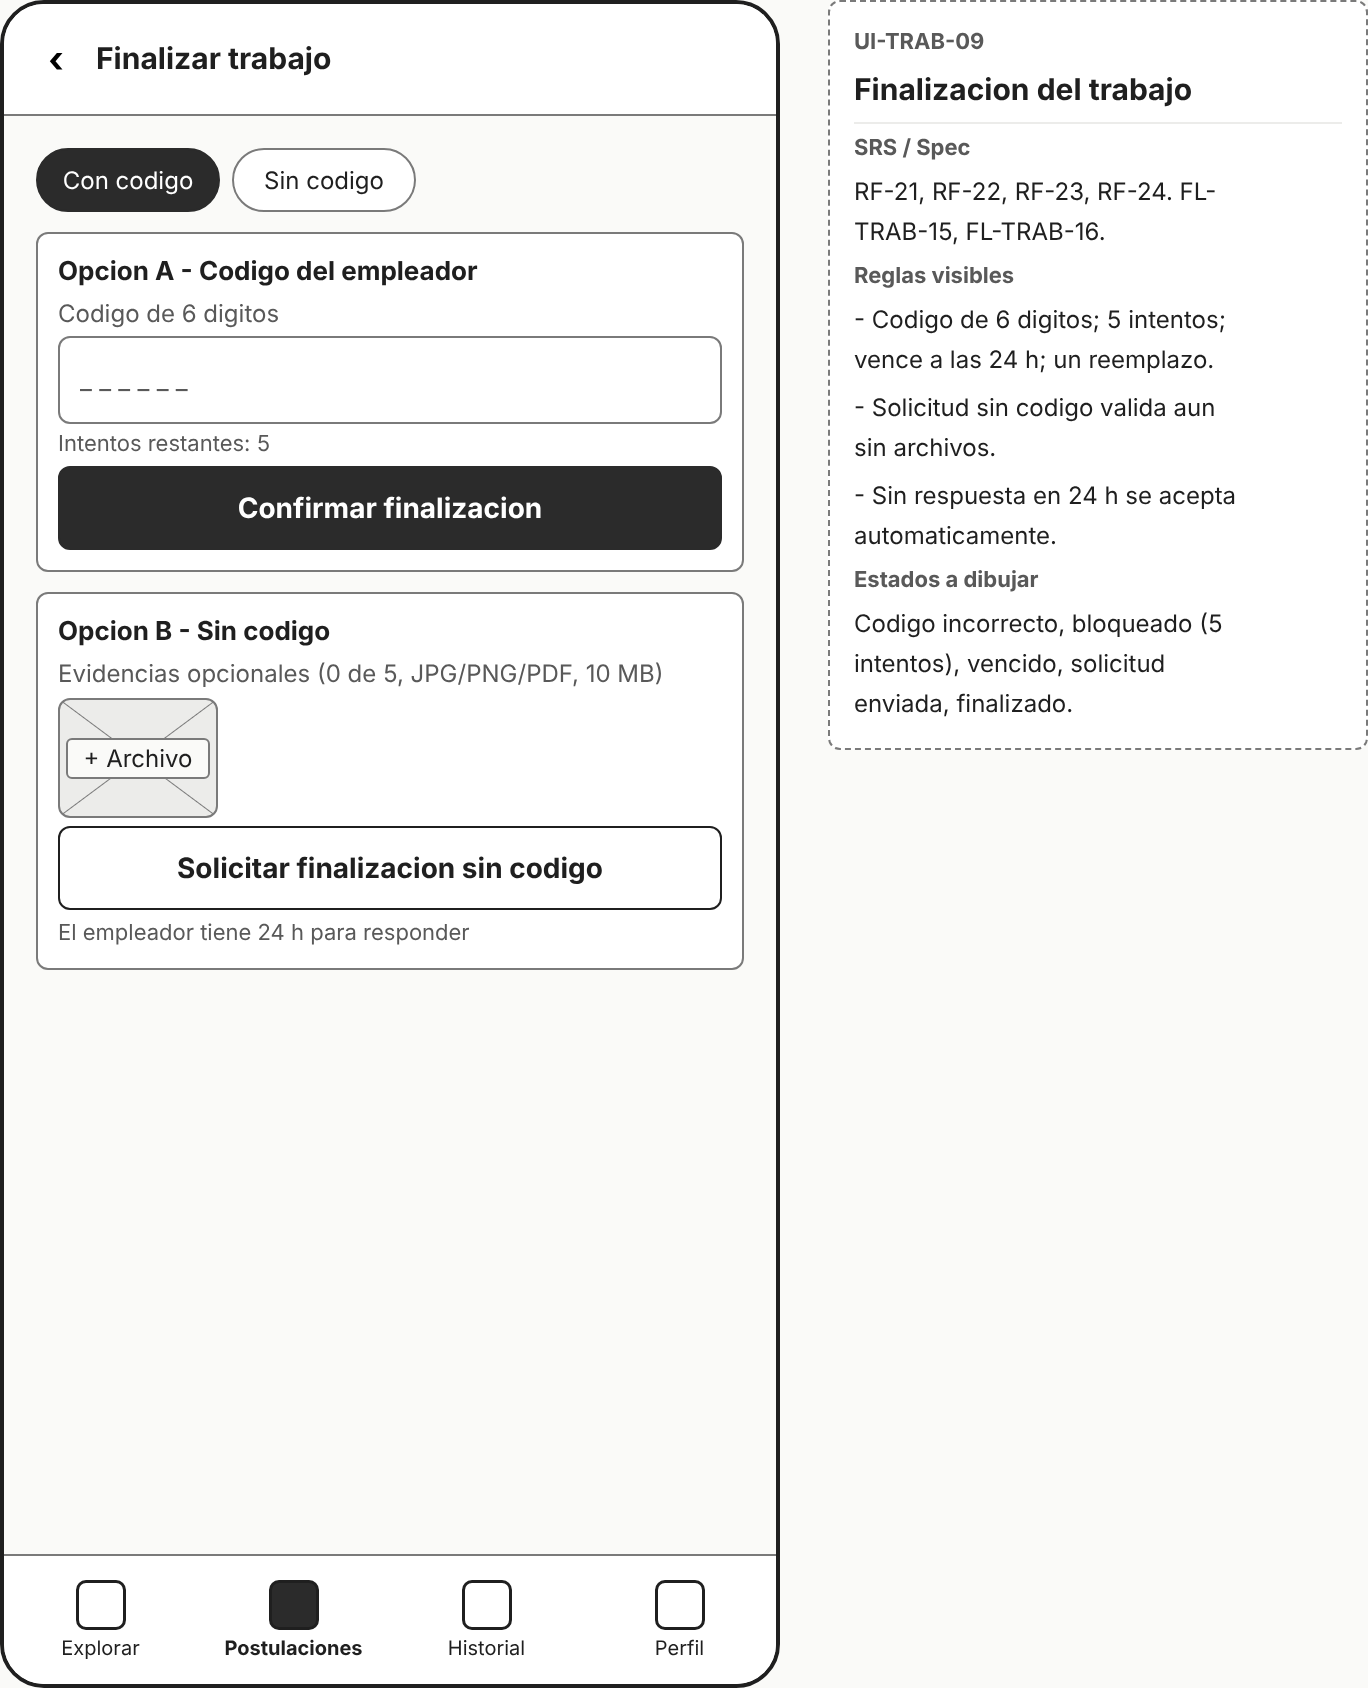 ‹ Finalizar trabajo
Con codigo
Sin codigo
Opcion A - Codigo del empleador
Codigo de 6 digitos
_ _ _ _ _ _
Intentos restantes: 5
Confirmar finalizacion
Opcion B - Sin codigo
Evidencias opcionales (0 de 5, JPG/PNG/PDF, 10 MB)
+ Archivo
Solicitar finalizacion sin codigo
El empleador tiene 24 h para responder
Explorar
Postulaciones
Historial
Perfil
UI-TRAB-09
Finalizacion del trabajo
SRS / Spec
RF-21, RF-22, RF-23, RF-24. FL-
TRAB-15, FL-TRAB-16.
Reglas visibles
- Codigo de 6 digitos; 5 intentos;
vence a las 24 h; un reemplazo.
- Solicitud sin codigo valida aun
sin archivos.
- Sin respuesta en 24 h se acepta
automaticamente.
Estados a dibujar
Codigo incorrecto, bloqueado (5
intentos), vencido, solicitud
enviada, finalizado.